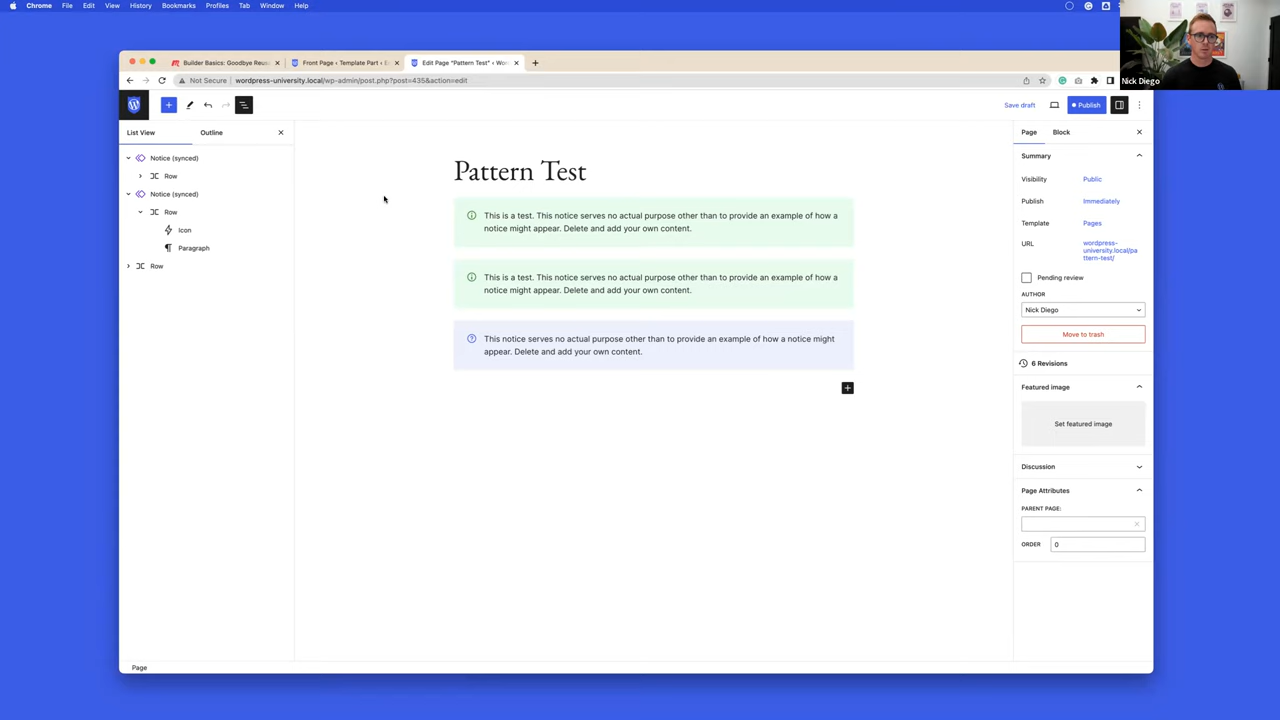 Chrome File Edit View History Bookmarks Profiles Tab Window Help
Nick Diego
Builder Basics: Goodbye Reus
Front Page ‹ Template Part ‹ E
Edit Page "Pattern Test" ‹ Wor
Not Secure wordpress-university.local/wp-admin/post.php?post=435&action=edit
Save draft
Publish
List View
Outline
Page
Block
Notice (synced)
Row
Notice (synced)
Row
Icon
Paragraph
Row
Pattern Test
This is a test. This notice serves no actual purpose other than to provide an example of how a
notice might appear. Delete and add your own content.
This is a test. This notice serves no actual purpose other than to provide an example of how a
notice might appear. Delete and add your own content.
This notice serves no actual purpose other than to provide an example of how a notice might
appear. Delete and add your own content.
Summary
Visibility Public
Publish Immediately
Template Pages
URL wordpress-
university.local/pa
ttern-test/
Pending review
AUTHOR
Nick Diego
Move to trash
6 Revisions
Featured image
Set featured image
Discussion
Page Attributes
PARENT PAGE:
ORDER 0
Page